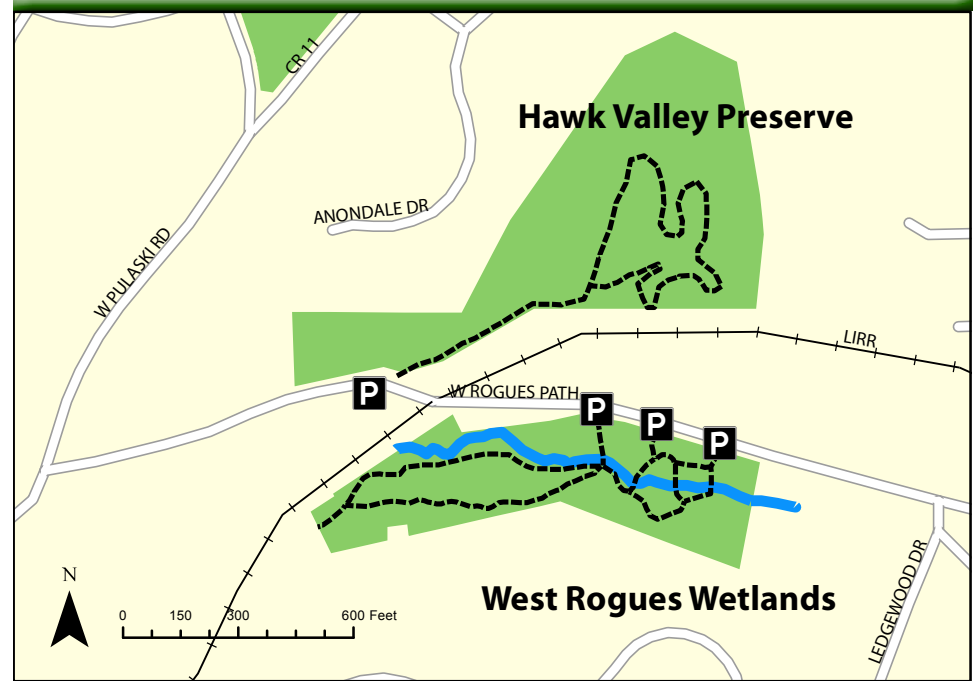 CR 11
Hawk Valley Preserve
ANONDALE DR
W PULASKI RD
LIRR
P
W ROGUES PATH
P
P
P
N
0 150 300 600 Feet
West Rogues Wetlands
LEDGEWOOD DR